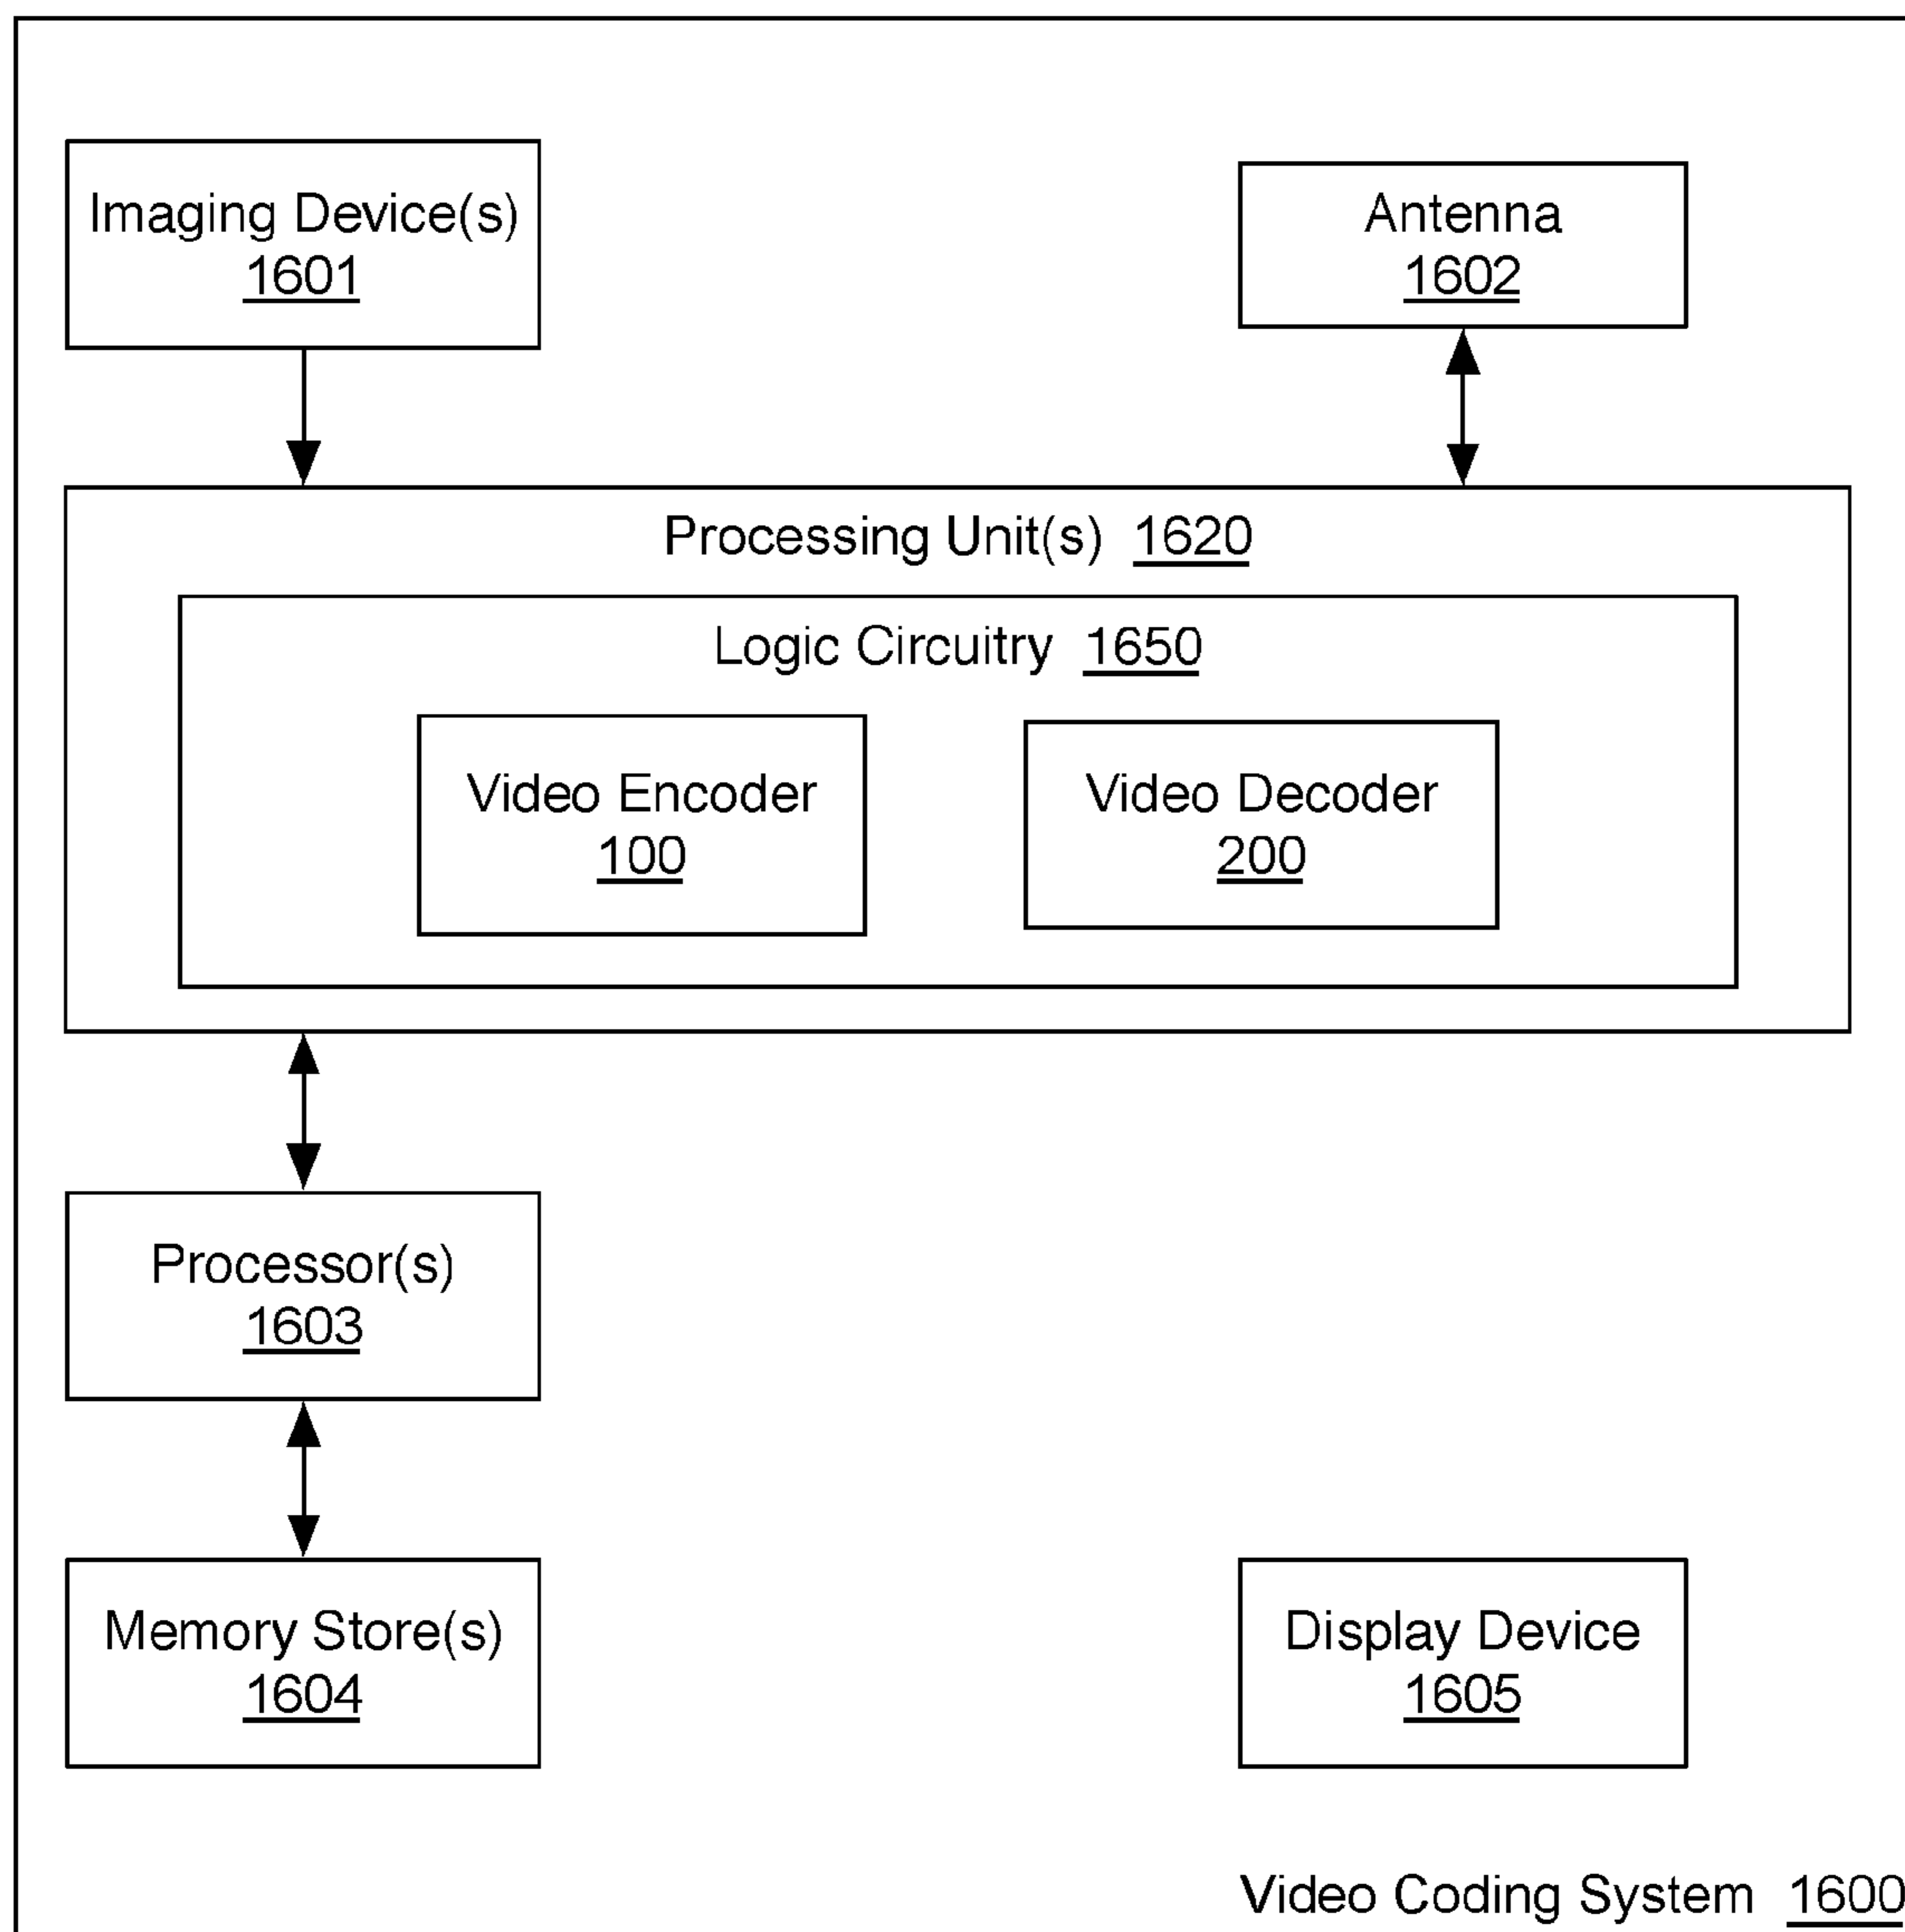 Imaging Device(s)
1601
Antenna
1602
Processing Unit(s) 1620
Logic Circuitry 1650
Video Encoder
100
Video Decoder
200
Processor(s)
1603
Memory Store(s)
1604
Display Device
1605
Video Coding System 1600